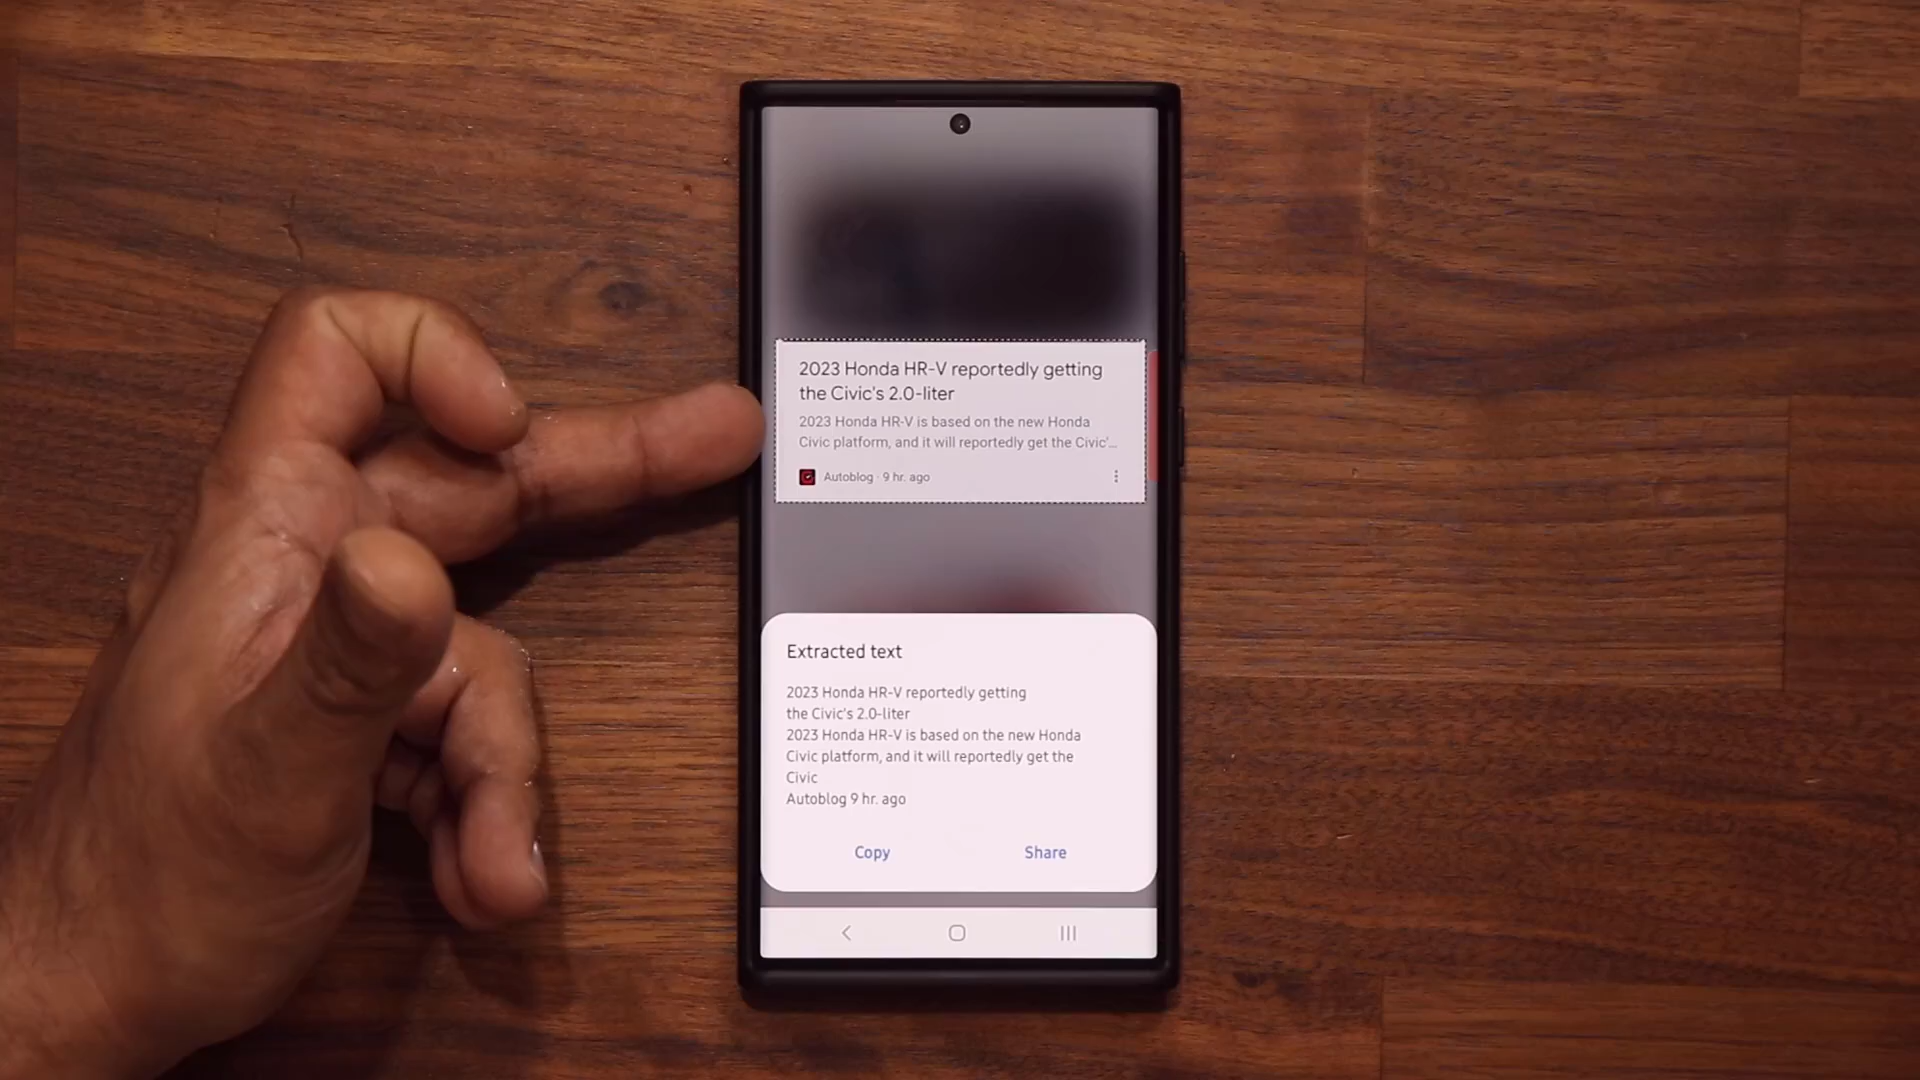 2023 Honda HR-V reportedly getting
the Civic's 2.0-liter
2023 Honda HR-V is based on the new Honda
Civic platform, and it will reportedly get the Civic'...
Autoblog · 9 hr. ago
Extracted text
2023 Honda HR-V reportedly getting
the Civic's 2.0-liter
2023 Honda HR-V is based on the new Honda
Civic platform, and it will reportedly get the
Civic
Autoblog 9 hr. ago
Copy Share